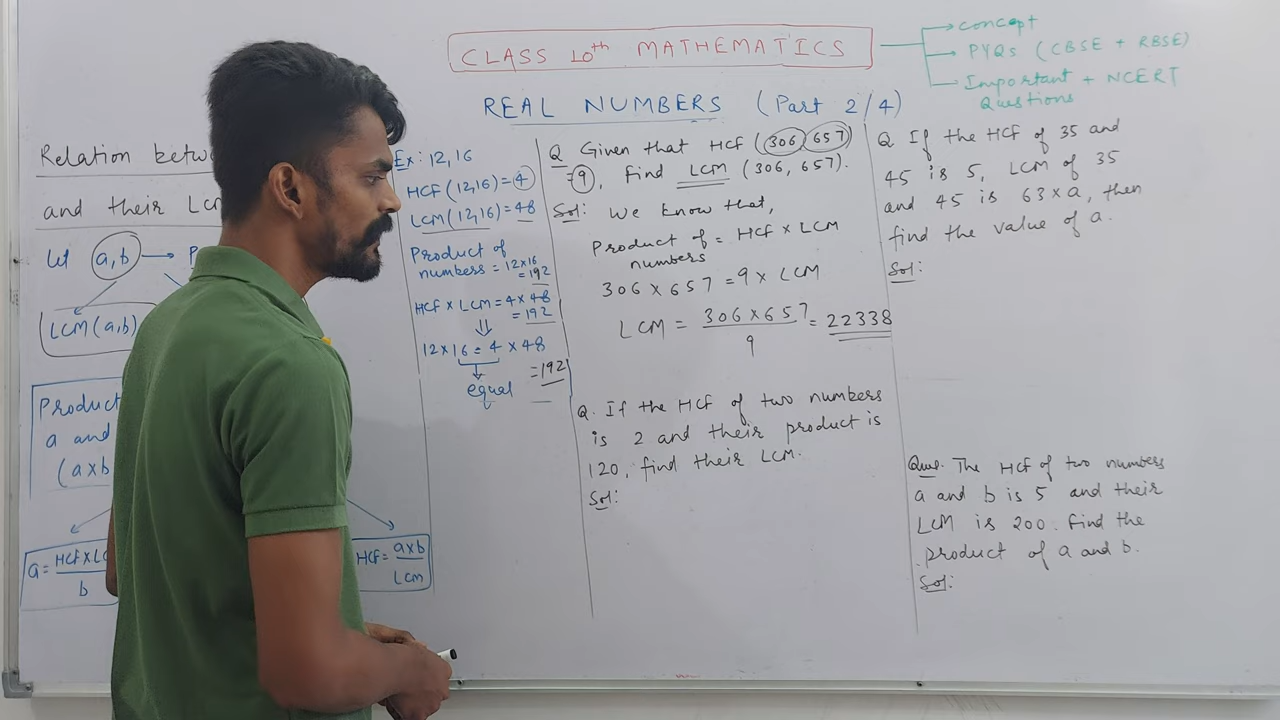 CLASS 10th MATHEMATICS
concept
PYQs (CBSE + RBSE)
Important + NCERT
Questions
REAL NUMBERS (Part 2/4)
Relation
and their
let a,b
LCM(a,b)
Product
a and
(a×b
a = HCF×
b
HCF = a×b
LCM
Ex: 12,16
HCF(12,16)=4
LCM(12,16)=48
Product of
numbers = 12×16
=192
HCF × LCM = 4×48
=192
12×16 = 4×48
=192
equal
Q Given that HCF (306, 657)
=9, find LCM (306, 657).
Sol: We know that,
Product of = HCF × LCM
numbers
306×657 = 9× LCM
LCM = 306×657 = 22338
9
Q. If the HCF of two numbers
is 2 and their product is
120, find their LCM.
Sol:
Q If the HCF of 35 and
45 is 5, LCM of 35
and 45 is 63×a, then
find the value of a.
Sol:
Que. The HCF of two numbers
a and b is 5 and their
LCM is 200. Find the
product of a and b.
Sol: